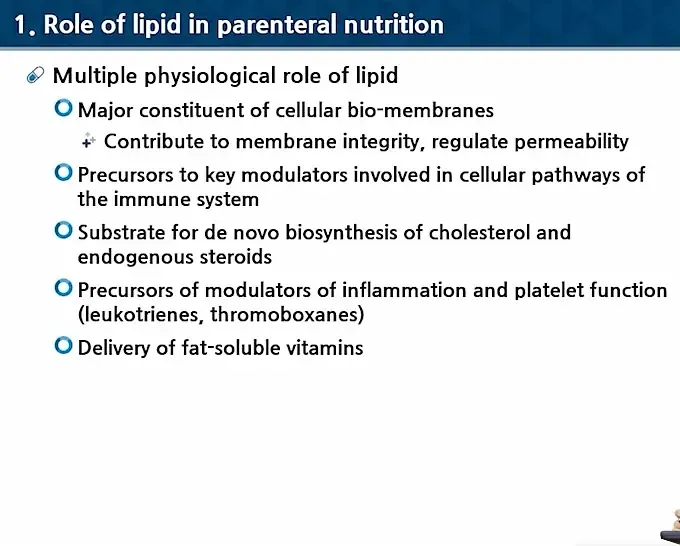 1. Role of lipid in parenteral nutrition
Multiple physiological role of lipid
Major constituent of cellular bio-membranes
Contribute to membrane integrity, regulate permeability
Precursors to key modulators involved in cellular pathways of
the immune system
Substrate for de novo biosynthesis of cholesterol and
endogenous steroids
Precursors of modulators of inflammation and platelet function
(leukotrienes, thromboxanes)
Delivery of fat-soluble vitamins